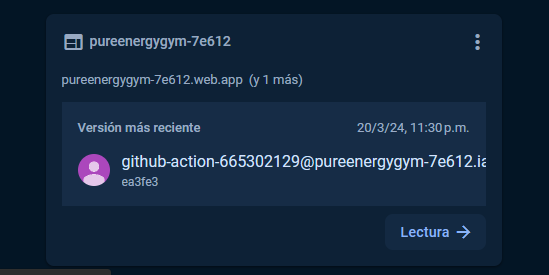 pureenergygym-7e612
pureenergygym-7e612.web.app (y 1 más)
Versión más reciente 20/3/24, 11:30 p.m.
github-action-665302129@pureenergygym-7e612.ia
ea3fe3
Lectura